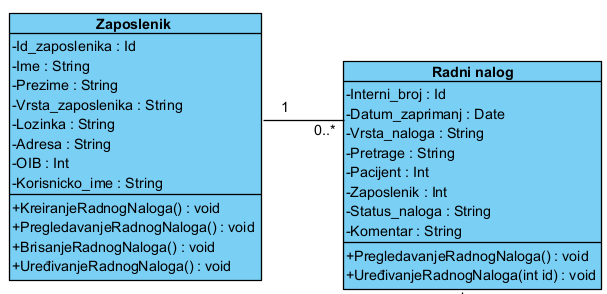 Zaposlenik
-Id_zaposlenika : Id
-Ime : String
-Prezime : String
-Vrsta_zaposlenika : String
-Lozinka : String
-Adresa : String
-OIB : Int
-Korisnicko_ime : String
+KreiranjeRadnogNaloga() : void
+PregledavanjeRadnogNaloga() : void
+BrisanjeRadnogNaloga() : void
+UređivanjeRadnogNaloga() : void
1
0..*
Radni nalog
-Interni_broj : Id
-Datum_zaprimanj : Date
-Vrsta_naloga : String
-Pretrage : String
-Pacijent : Int
-Zaposlenik : Int
-Status_naloga : String
-Komentar : String
+PregledavanjeRadnogNaloga() : void
+UređivanjeRadnogNaloga(int id) : void